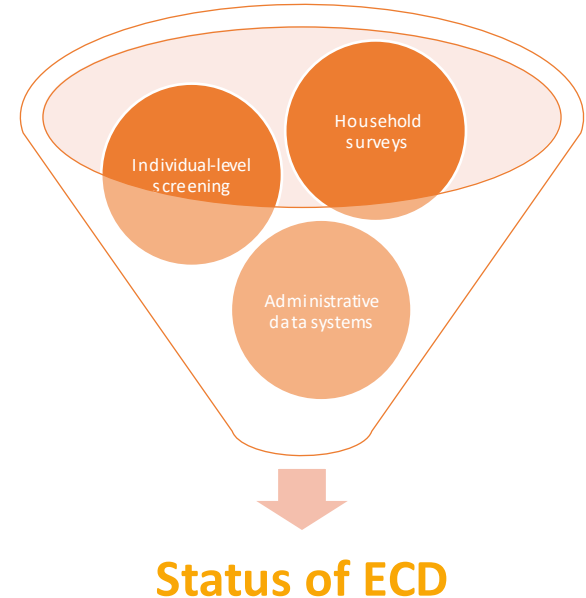 Household
surveys
Individual-level
screening
Administrative
data systems
Status of ECD